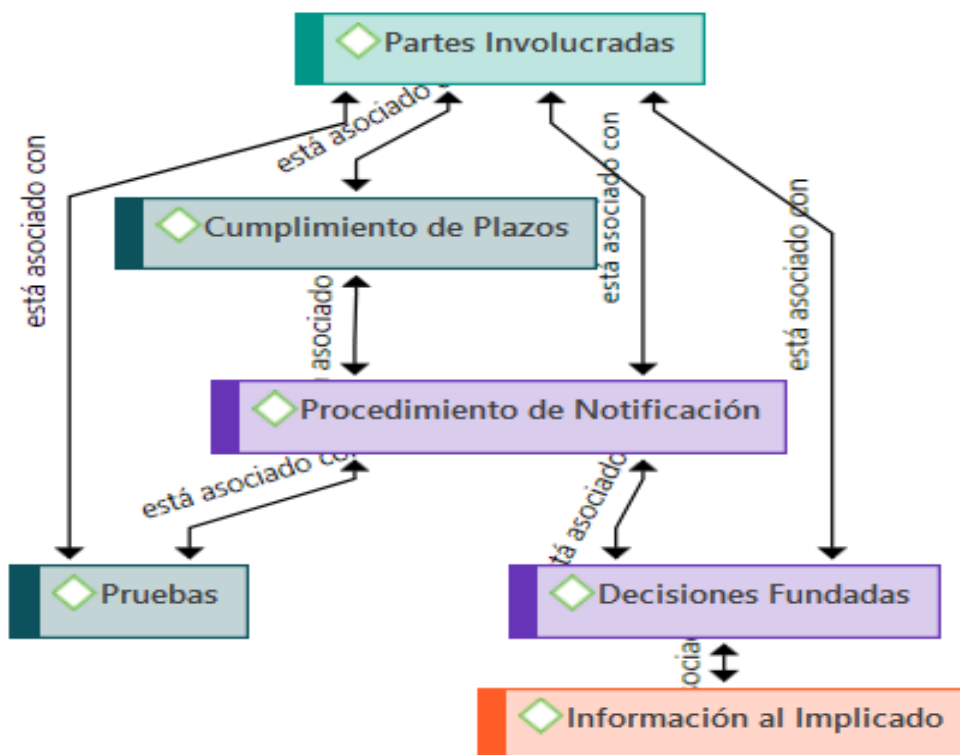 Partes Involucradas
está asociado
está asociado con
está asociado con
está asociado con
Cumplimiento de Plazos
asociado
Procedimiento de Notificación
está asociado
asociado
Pruebas
Decisiones Fundadas
Información al Implicado